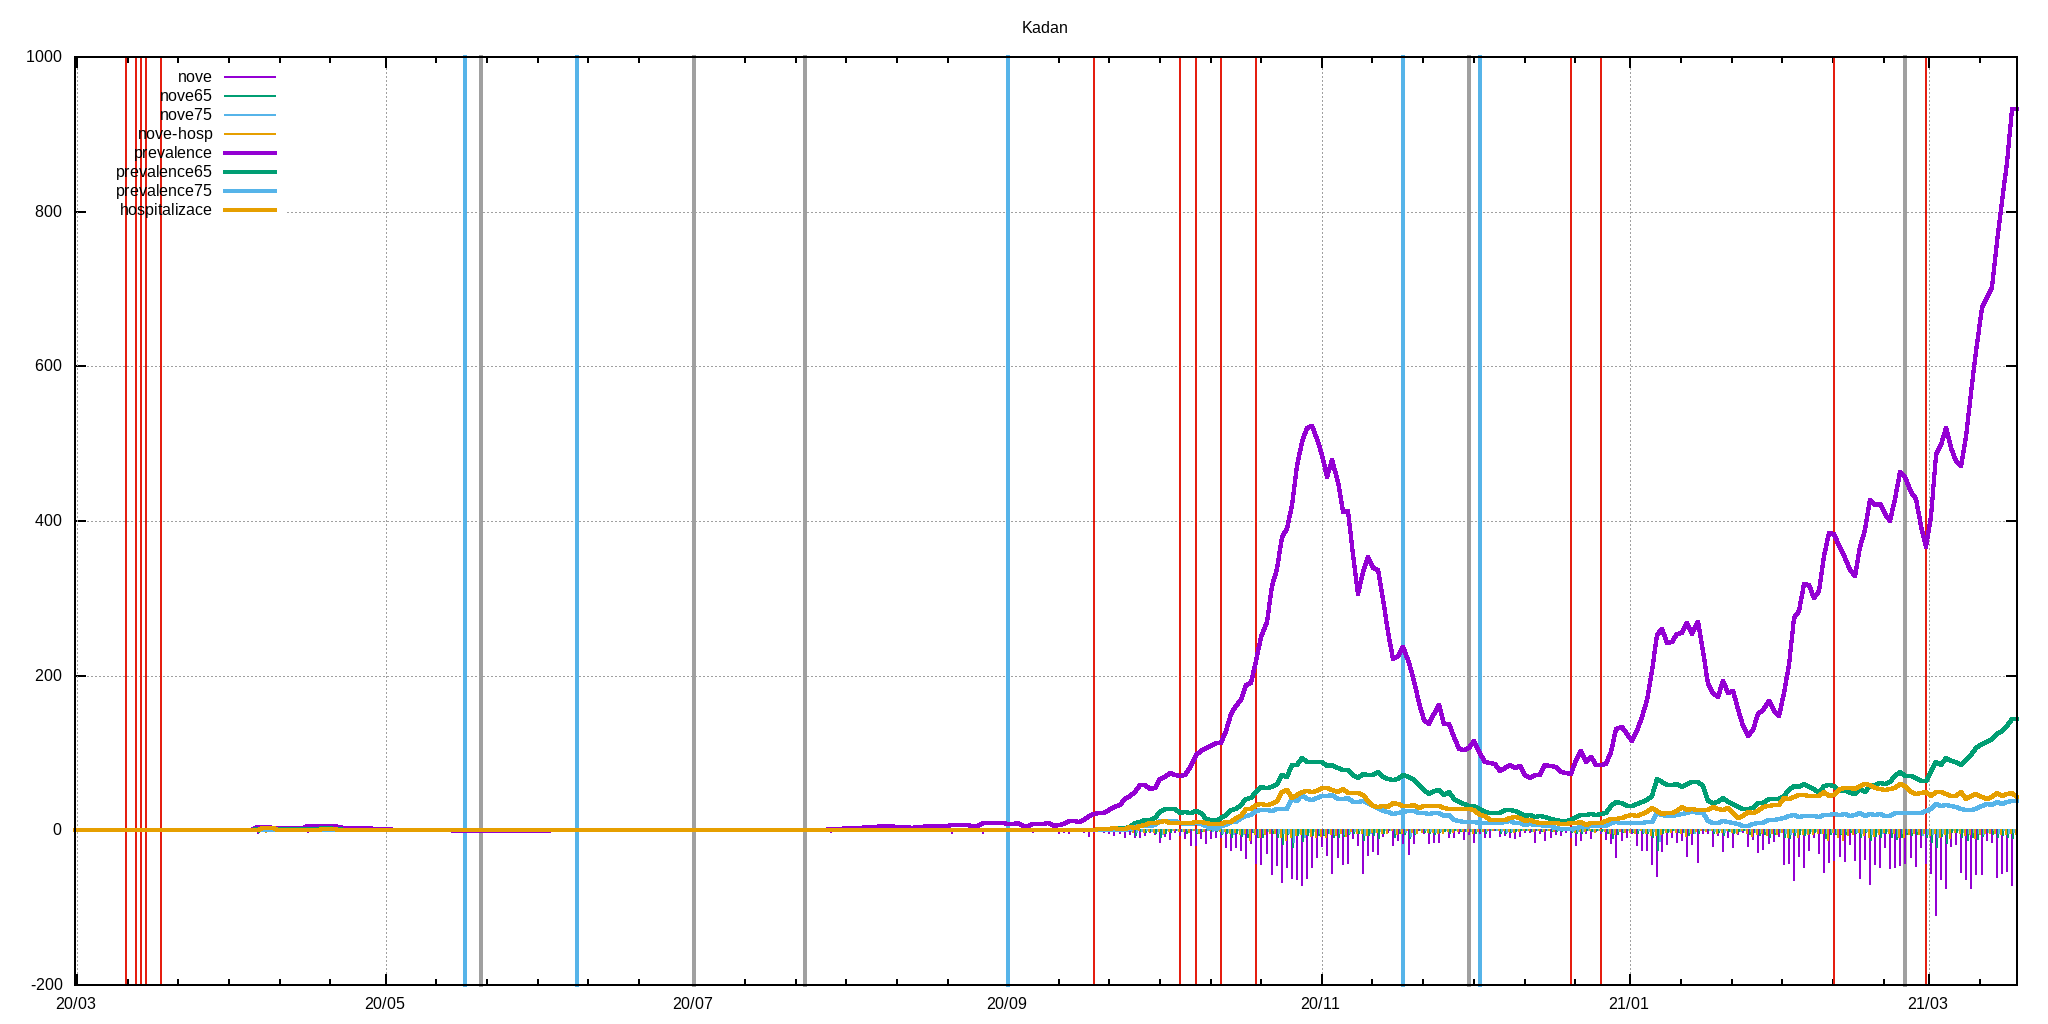 Kadan
1000
800
600
400
200
0
-200
nove
nove65
nove75
nove-hosp
prevalence
prevalence65
prevalence75
hospitalizace
20/03 20/05 20/07 20/09 20/11 21/01 21/03